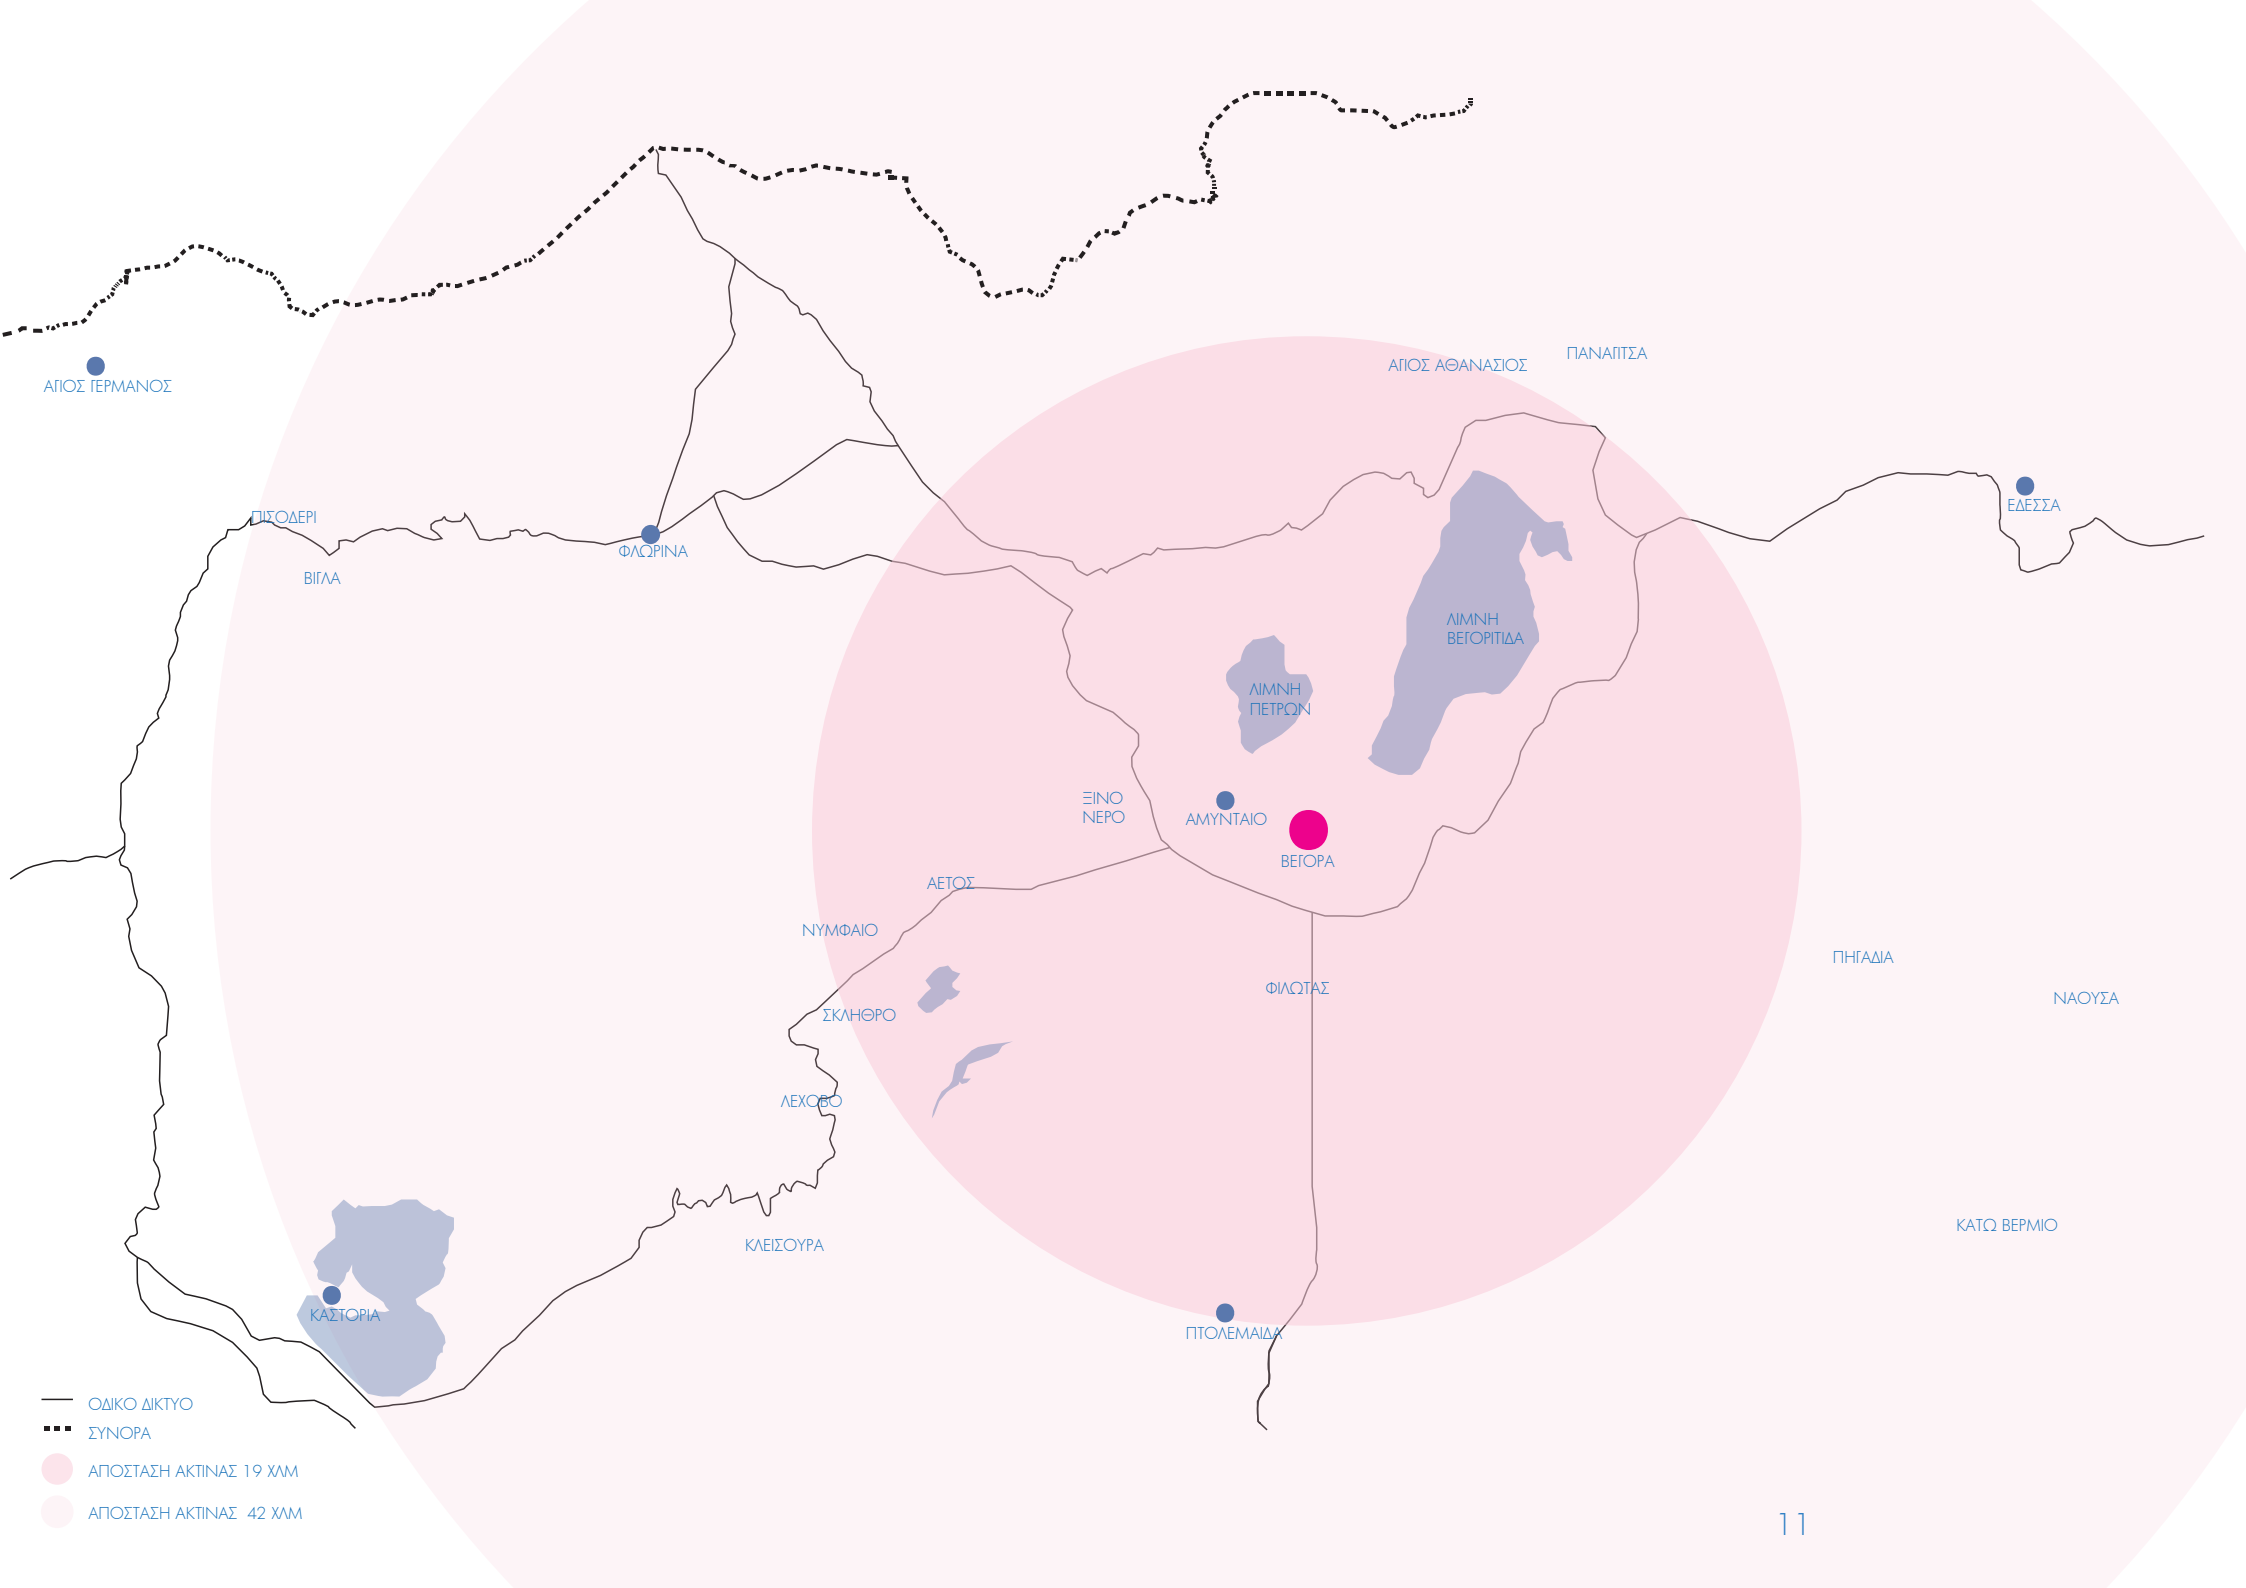 ΠΑΝΑΓΙΤΣΑ
ΑΓΙΟΣ ΑΘΑΝΑΣΙΟΣ
ΑΓΙΟΣ ΓΕΡΜΑΝΟΣ
ΕΔΕΣΣΑ
ΠΙΣΟΔΕΡΙ
ΦΛΩΡΙΝΑ
ΒΙΓΛΑ
ΛΙΜΝΗ
ΒΕΓΟΡΙΤΙΔΑ
ΛΙΜΝΗ
ΠΕΤΡΩΝ
ΞΙΝΟ
ΝΕΡΟ
ΑΜΥΝΤΑΙΟ
ΒΕΓΟΡΑ
ΑΕΤΟΣ
ΝΥΜΦΑΙΟ
ΠΗΓΑΔΙΑ
ΦΙΛΩΤΑΣ
ΝΑΟΥΣΑ
ΣΚΛΗΘΡΟ
ΛΕΧΟΒΟ
ΚΑΤΩ ΒΕΡΜΙΟ
ΚΛΕΙΣΟΥΡΑ
ΚΑΣΤΟΡΙΑ
ΠΤΟΛΕΜΑΙΔΑ
ΟΔΙΚΟ ΔΙΚΤΥΟ
ΣΥΝΟΡΑ
ΑΠΟΣΤΑΣΗ ΑΚΤΙΝΑΣ 19 ΧΛΜ
ΑΠΟΣΤΑΣΗ ΑΚΤΙΝΑΣ 42 ΧΛΜ
11